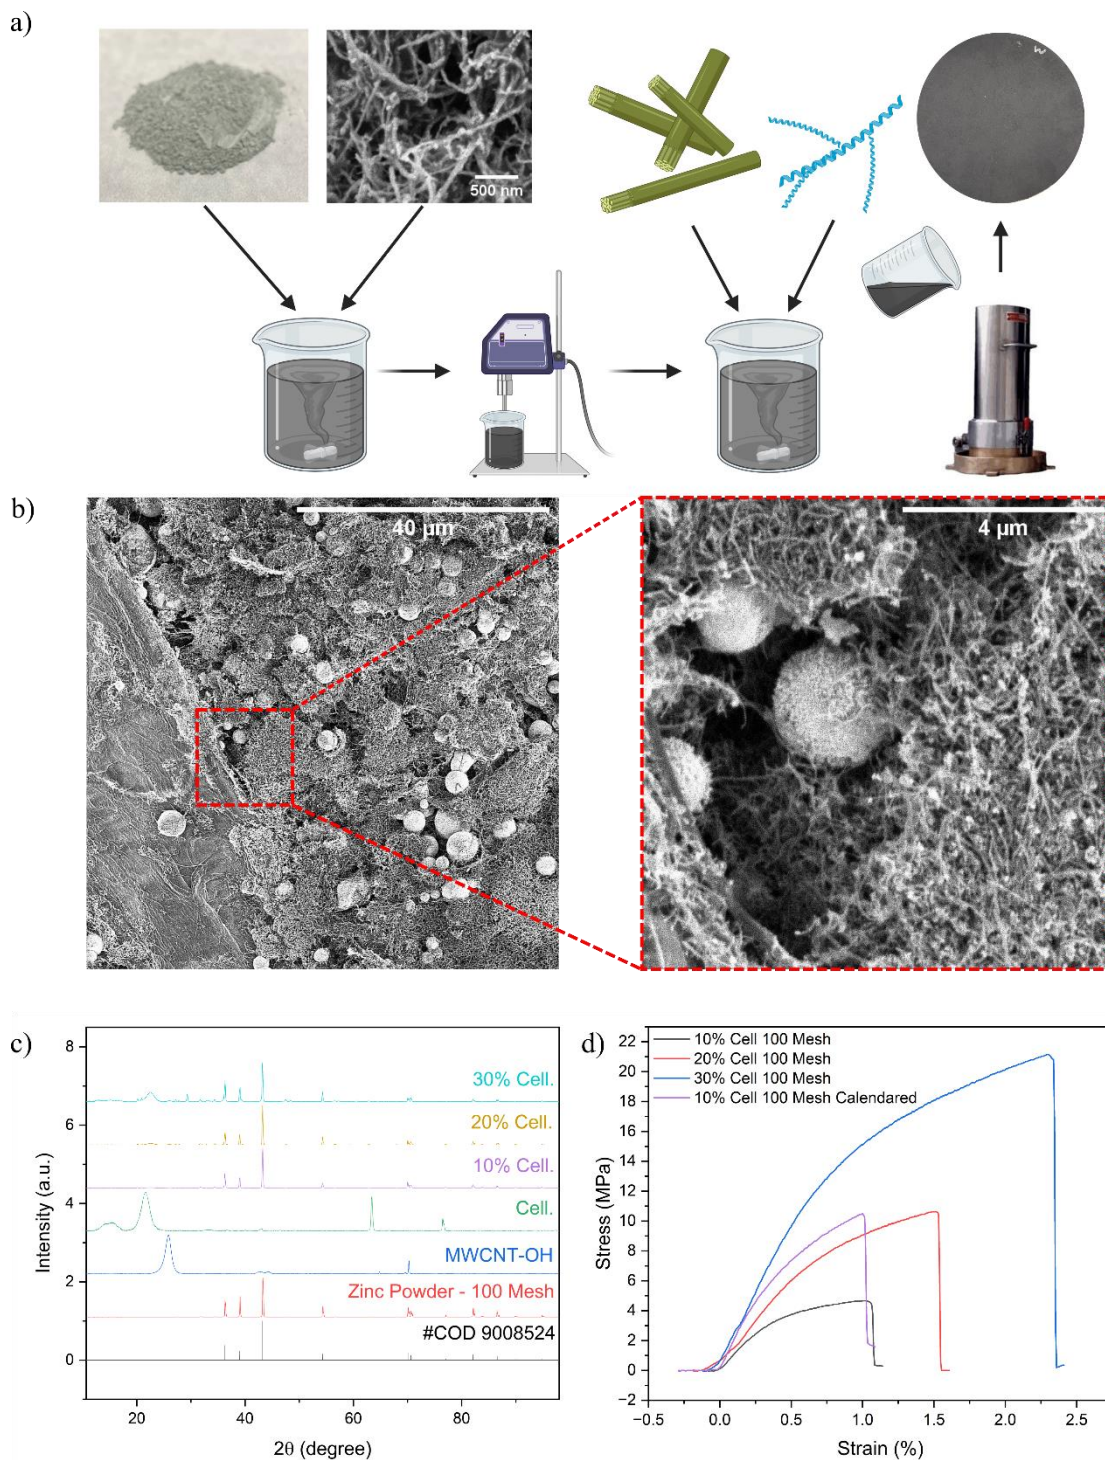 a)
W
500 nm
b)
40 µm
4 µm
c)
8
6
4
2
0
Intensity (a.u.)
30% Cell.
20% Cell.
10% Cell.
Cell.
MWCNT-OH
Zinc Powder - 100 Mesh
#COD 9008524
20
40
60
80
2θ (degree)
d)
22
20
18
16
14
12
10
8
6
4
2
0
−2
Stress (MPa)
10% Cell 100 Mesh
20% Cell 100 Mesh
30% Cell 100 Mesh
10% Cell 100 Mesh Calendared
−0.5
0.0
0.5
1.0
1.5
2.0
2.5
Strain (%)